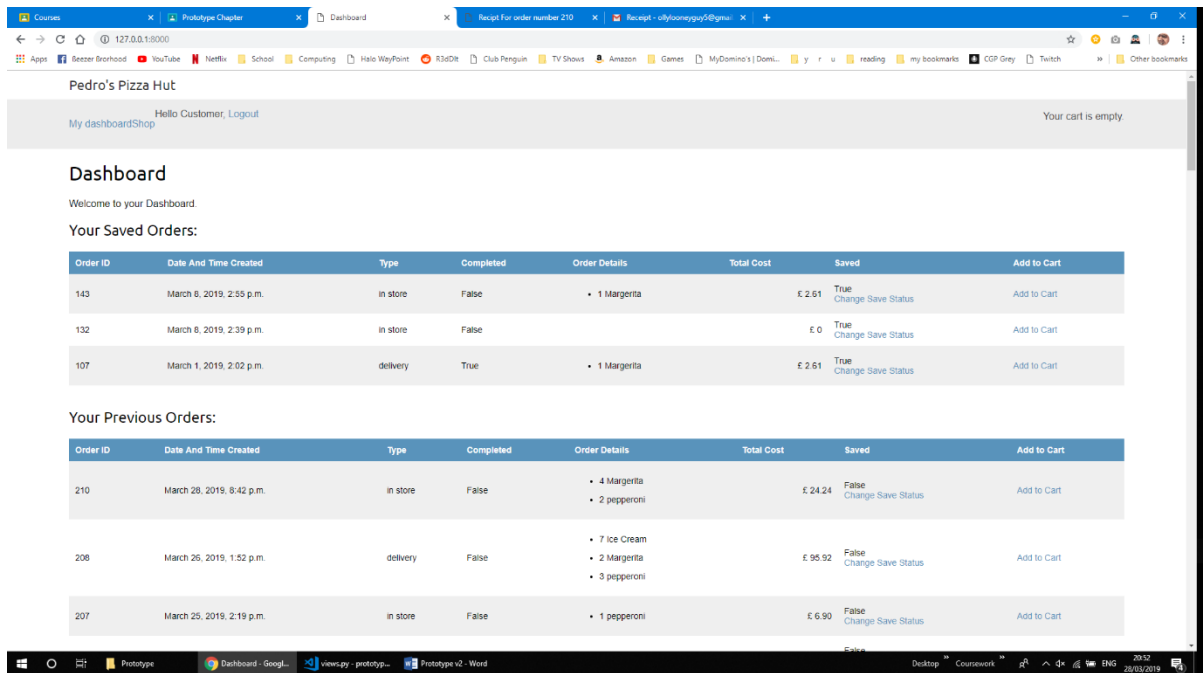 Courses Prototype Chapter Dashboard Recipt For order number 210 Receipt - ollylooneyguy5@gmai
127.0.0.1:8000
Apps Beezer Brorhood YouTube Netflix School Computing Halo WayPoint R3dDIt Club Penguin TV Shows Amazon Games MyDomino's | Domi... y r u reading my bookmarks CGP Grey Twitch Other bookmarks
Pedro's Pizza Hut
Hello Customer, Logout
My dashboardShop
Your cart is empty.
Dashboard
Welcome to your Dashboard.
Your Saved Orders:
Order ID Date And Time Created Type Completed Order Details Total Cost Saved Add to Cart
143 March 8, 2019, 2:55 p.m. in store False • 1 Margerita £ 2.61 True Change Save Status Add to Cart
132 March 8, 2019, 2:39 p.m. in store False £ 0 True Change Save Status Add to Cart
107 March 1, 2019, 2:02 p.m. delivery True • 1 Margerita £ 2.61 True Change Save Status Add to Cart
Your Previous Orders:
Order ID Date And Time Created Type Completed Order Details Total Cost Saved Add to Cart
• 4 Margerita
210 March 28, 2019, 8:42 p.m. in store False £ 24.24 False Change Save Status Add to Cart
• 2 pepperoni
• 7 Ice Cream
208 March 26, 2019, 1:52 p.m. delivery False • 2 Margerita £ 95.92 False Change Save Status Add to Cart
• 3 pepperoni
207 March 25, 2019, 2:19 p.m. in store False • 1 pepperoni £ 6.90 False Change Save Status Add to Cart
False
Prototype Dashboard - Googl... views.py - prototyp... Prototype v2 - Word Desktop Coursework ENG 20:52
28/03/2019